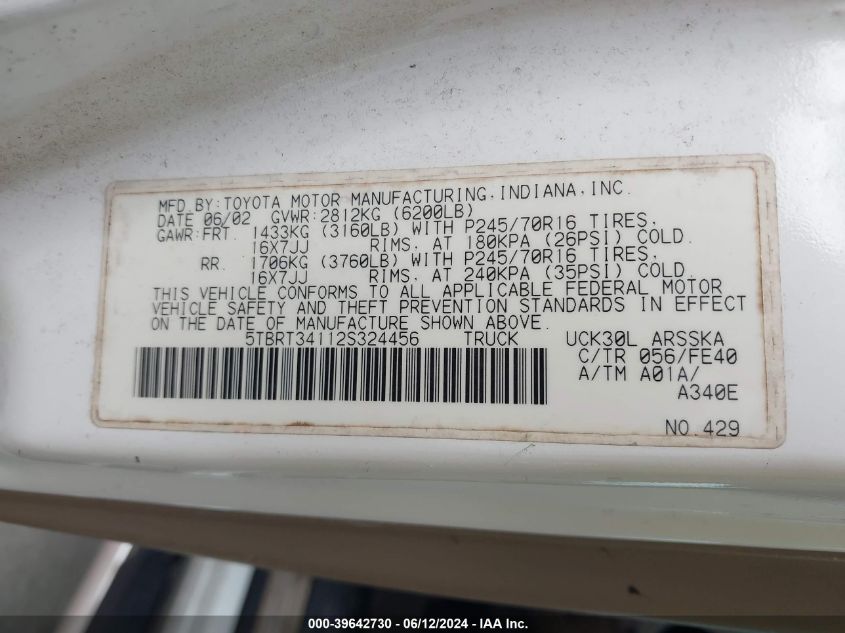 MFD.BY:TOYOTA MOTOR MANUFACTURING,INDIANA,INC.
DATE 06/02 GVWR:2812KG (6200LB)
GAWR:FRT. 1433KG (3160LB) WITH P245/70R16 TIRES,
16X7JJ RIMS, AT 180KPA (26PSI) COLD.
RR. 1706KG (3760LB) WITH P245/70R16 TIRES,
16X7JJ RIMS, AT 240KPA (35PSI) COLD.
THIS VEHICLE CONFORMS TO ALL APPLICABLE FEDERAL MOTOR
VEHICLE SAFETY AND THEFT PREVENTION STANDARDS IN EFFECT
ON THE DATE OF MANUFACTURE SHOWN ABOVE.
5TBRT34112S324456 TRUCK UCK30L ARSSKA
C/TR 056/FE40
A/TM A01A/
A340E
NO.429
000-39642730 - 06/12/2024 - IAA Inc.